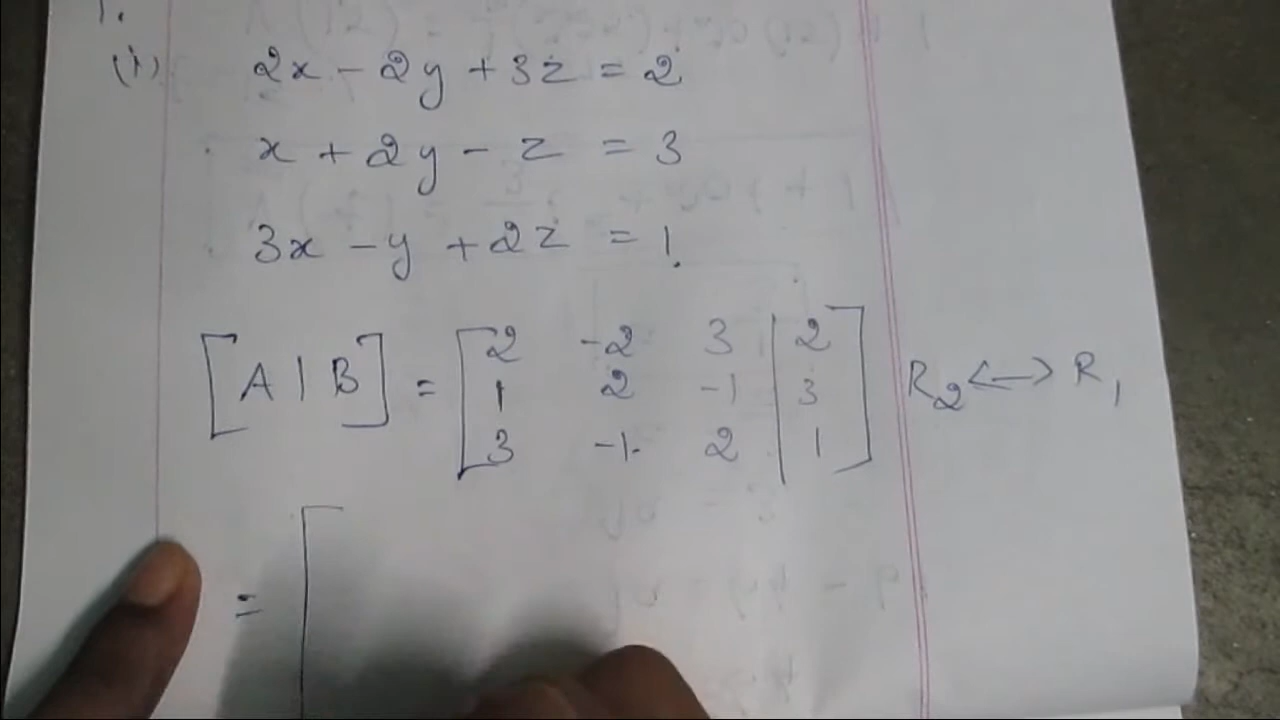 1.
(i) 2x - 2y + 3z = 2
x + 2y - z = 3
3x - y + 2z = 1.
[A | B] = [2 -2 3 | 2] R2 <-> R1
1 2 -1 | 3
3 -1 2 | 1
= [